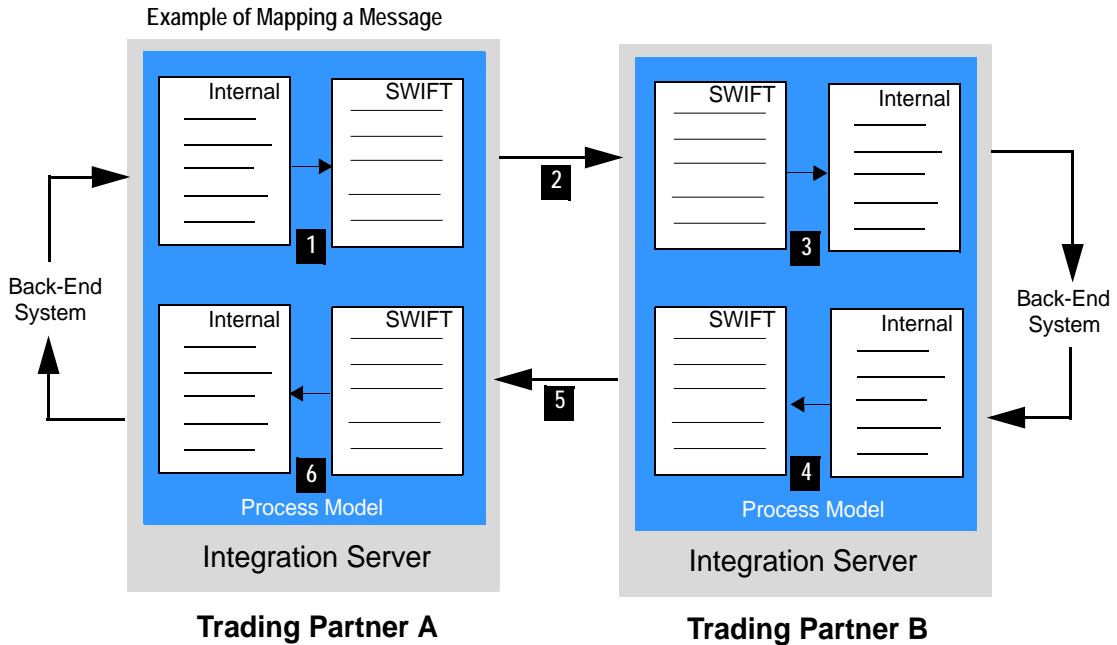 Example of Mapping a Message
Internal
SWIFT
SWIFT
Internal
2
1
3
Back-End
System
Back-End
System
Internal
SWIFT
SWIFT
Internal
5
6
4
Process Model
Process Model
Integration Server
Integration Server
Trading Partner A
Trading Partner B